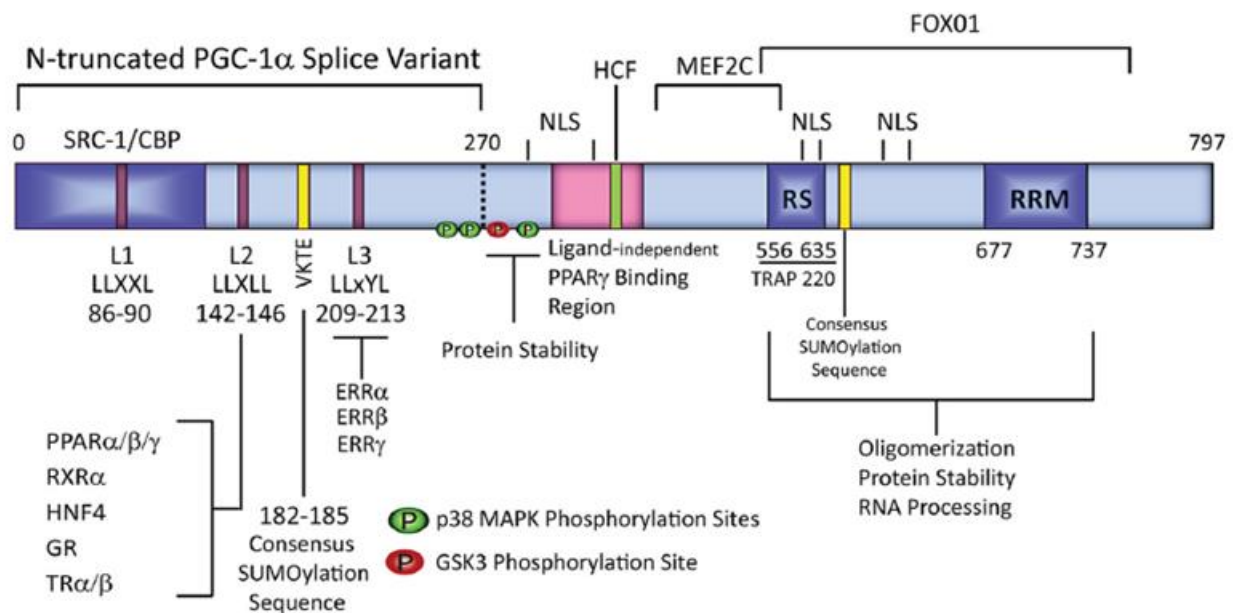 FOX01
N-truncated PGC-1α Splice Variant
HCF
MEF2C
0
SRC-1/CBP
270
NLS
NLS
NLS
797
RS
RRM
P
P
P
P
L1
LLXXL
86-90
L2
LLXLL
142-146
VKTE
L3
LLxYL
209-213
Ligand-independent
PPARγ Binding
Region
556 635
TRAP 220
677
737
Protein Stability
Consensus
SUMOylation
Sequence
ERRα
ERRβ
ERRγ
PPARα/β/γ
RXRα
HNF4
GR
TRα/β
182-185
Consensus
SUMOylation
Sequence
P p38 MAPK Phosphorylation Sites
P GSK3 Phosphorylation Site
Oligomerization
Protein Stability
RNA Processing